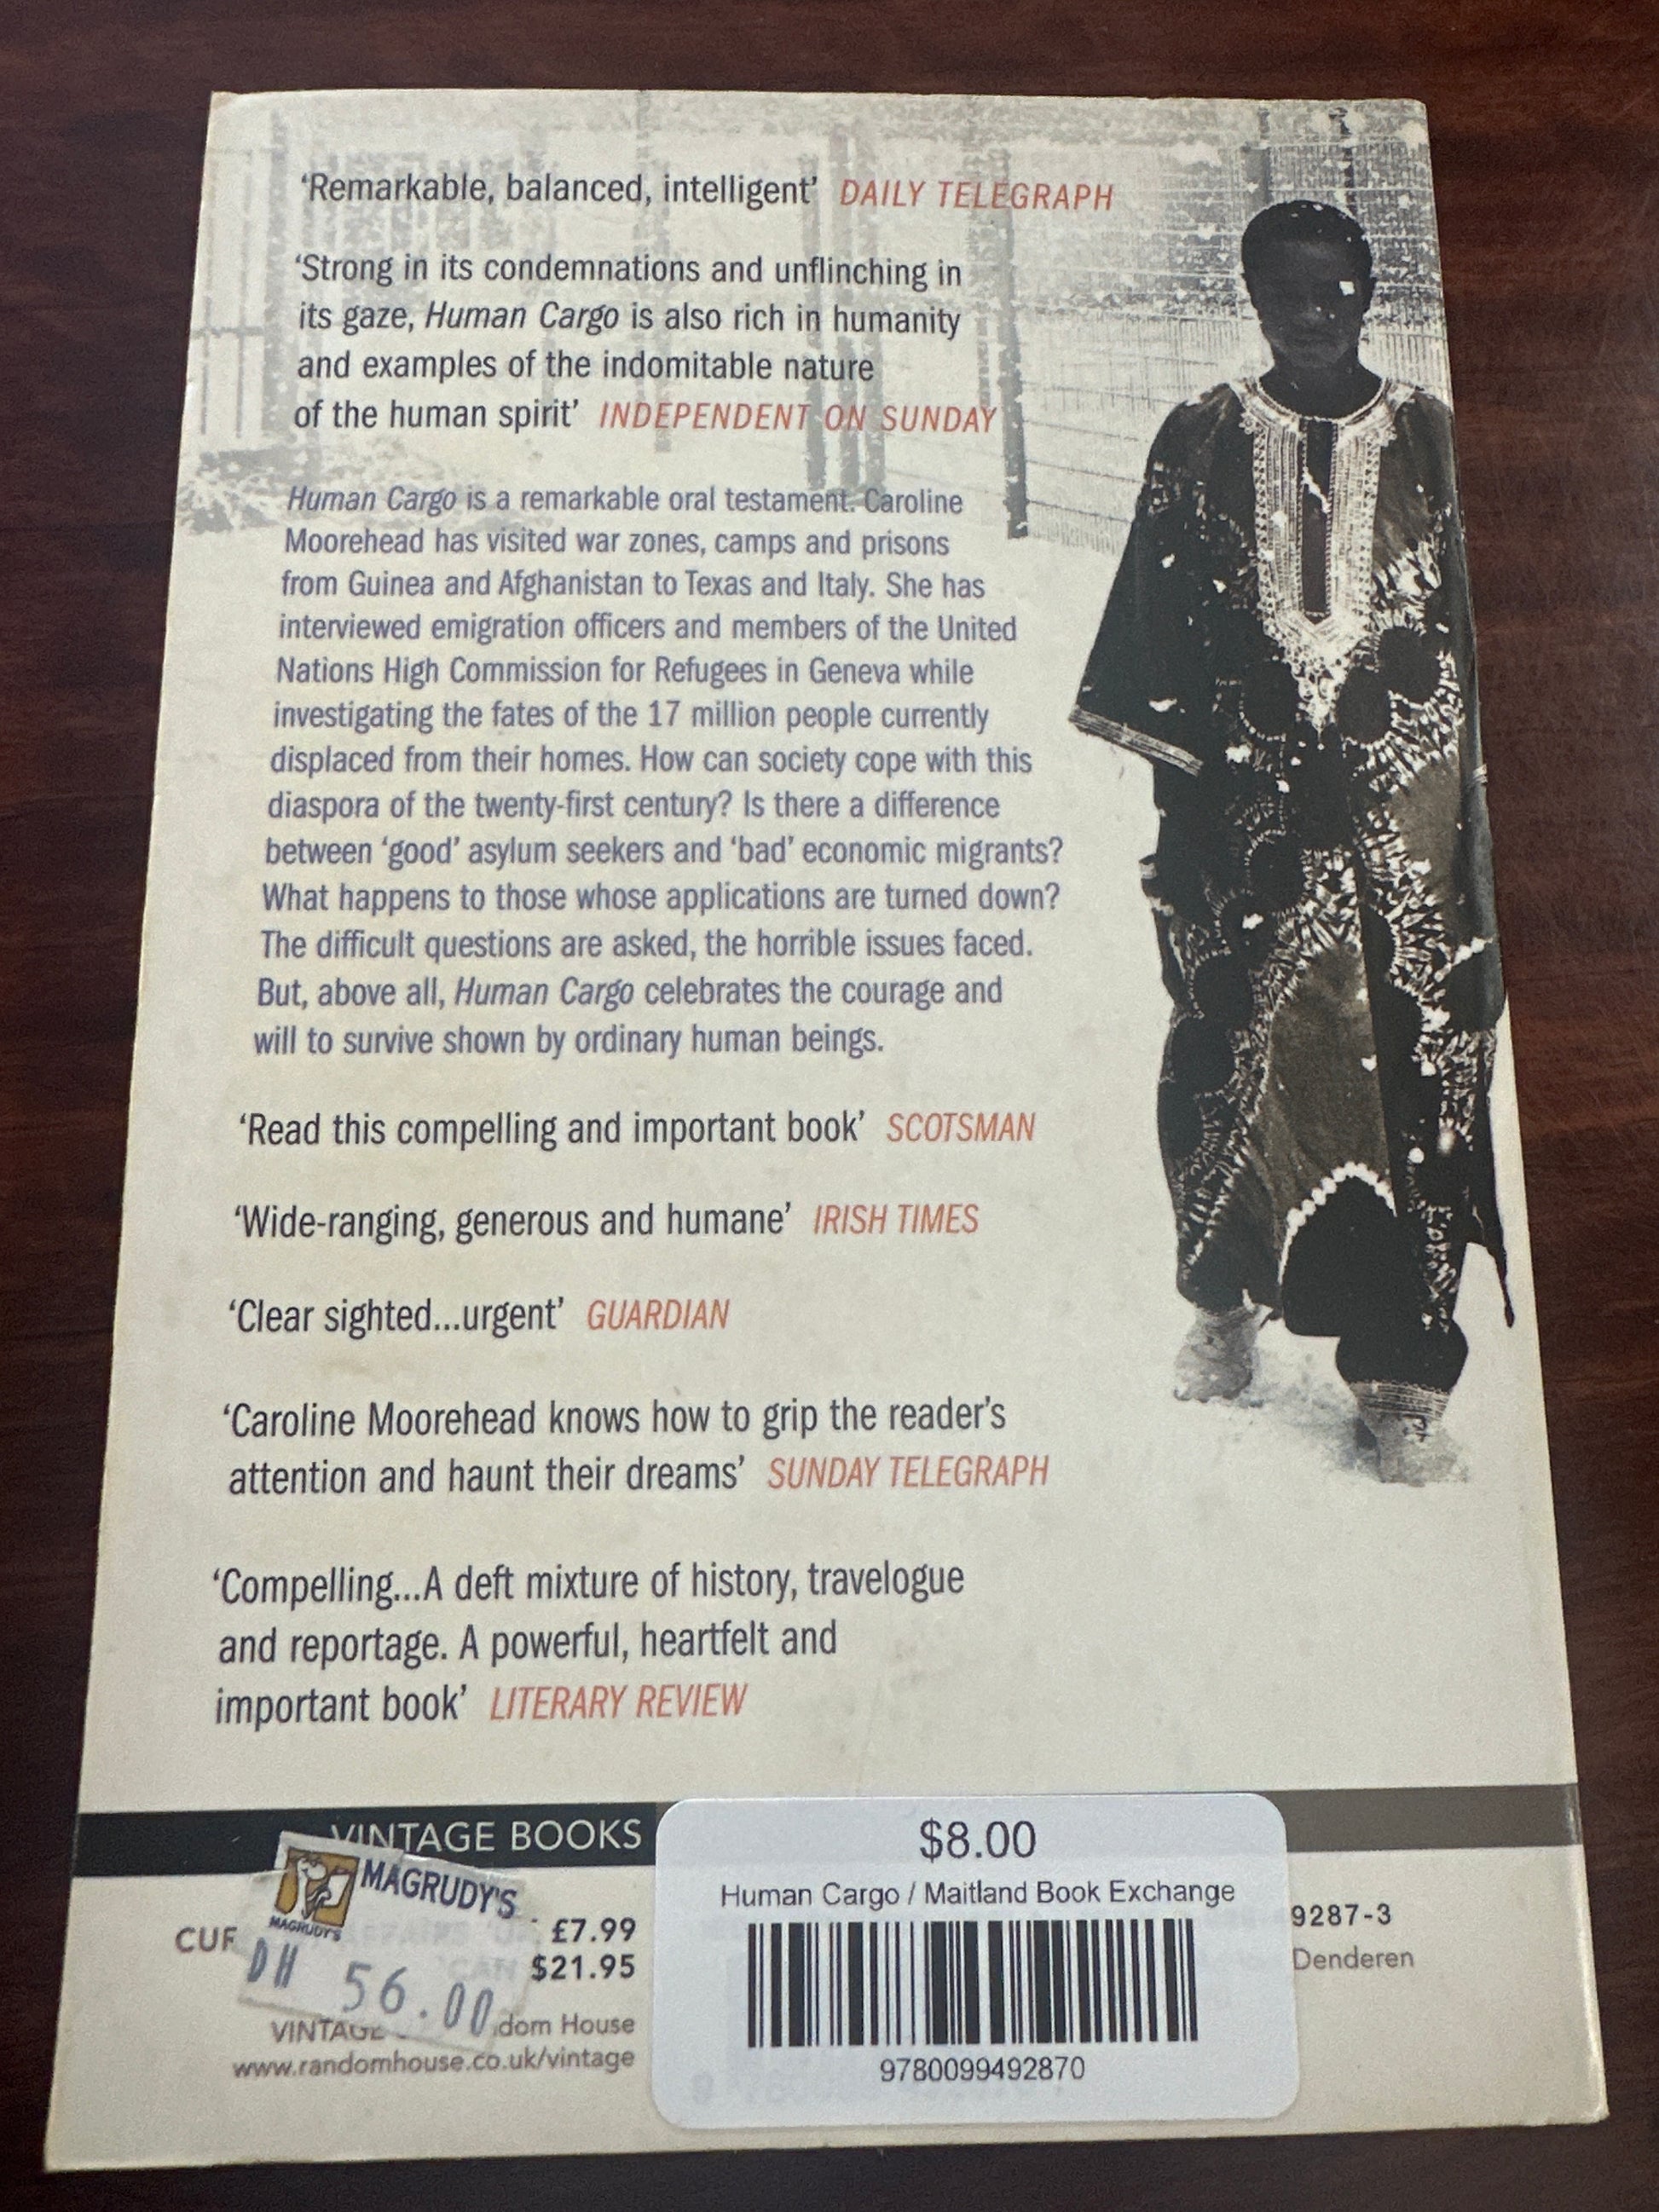 ‘Remarkable, balanced, intelligent’ DAILY TELEGRAPH
‘Strong in its condemnations and unflinching in
its gaze, Human Cargo is also rich in humanity
and examples of the indomitable nature
of the human spirit’ INDEPENDENT ON SUNDAY
Human Cargo is a remarkable oral testament. Caroline
Moorehead has visited war zones, camps and prisons
from Guinea and Afghanistan to Texas and Italy. She has
interviewed emigration officers and members of the United
Nations High Commission for Refugees in Geneva while
investigating the fates of the 17 million people currently
displaced from their homes. How can society cope with this
diaspora of the twenty-first century? Is there a difference
between ‘good’ asylum seekers and ‘bad’ economic migrants?
What happens to those whose applications are turned down?
The difficult questions are asked, the horrible issues faced.
But, above all, Human Cargo celebrates the courage and
will to survive shown by ordinary human beings.
‘Read this compelling and important book’ SCOTSMAN
‘Wide-ranging, generous and humane’ IRISH TIMES
‘Clear sighted...urgent’ GUARDIAN
‘Caroline Moorehead knows how to grip the reader’s
attention and haunt their dreams’ SUNDAY TELEGRAPH
‘Compelling...A deft mixture of history, travelogue
and reportage. A powerful, heartfelt and
important book’ LITERARY REVIEW
VINTAGE BOOKS
MAGRUDY'S
MAGRUDY'S
DH 56.00
£7.99
CAN $21.95
VINTAGE
dom House
www.randomhouse.co.uk/vintage
$8.00
Human Cargo / Maitland Book Exchange
9780099492870
9287-3
Denderen